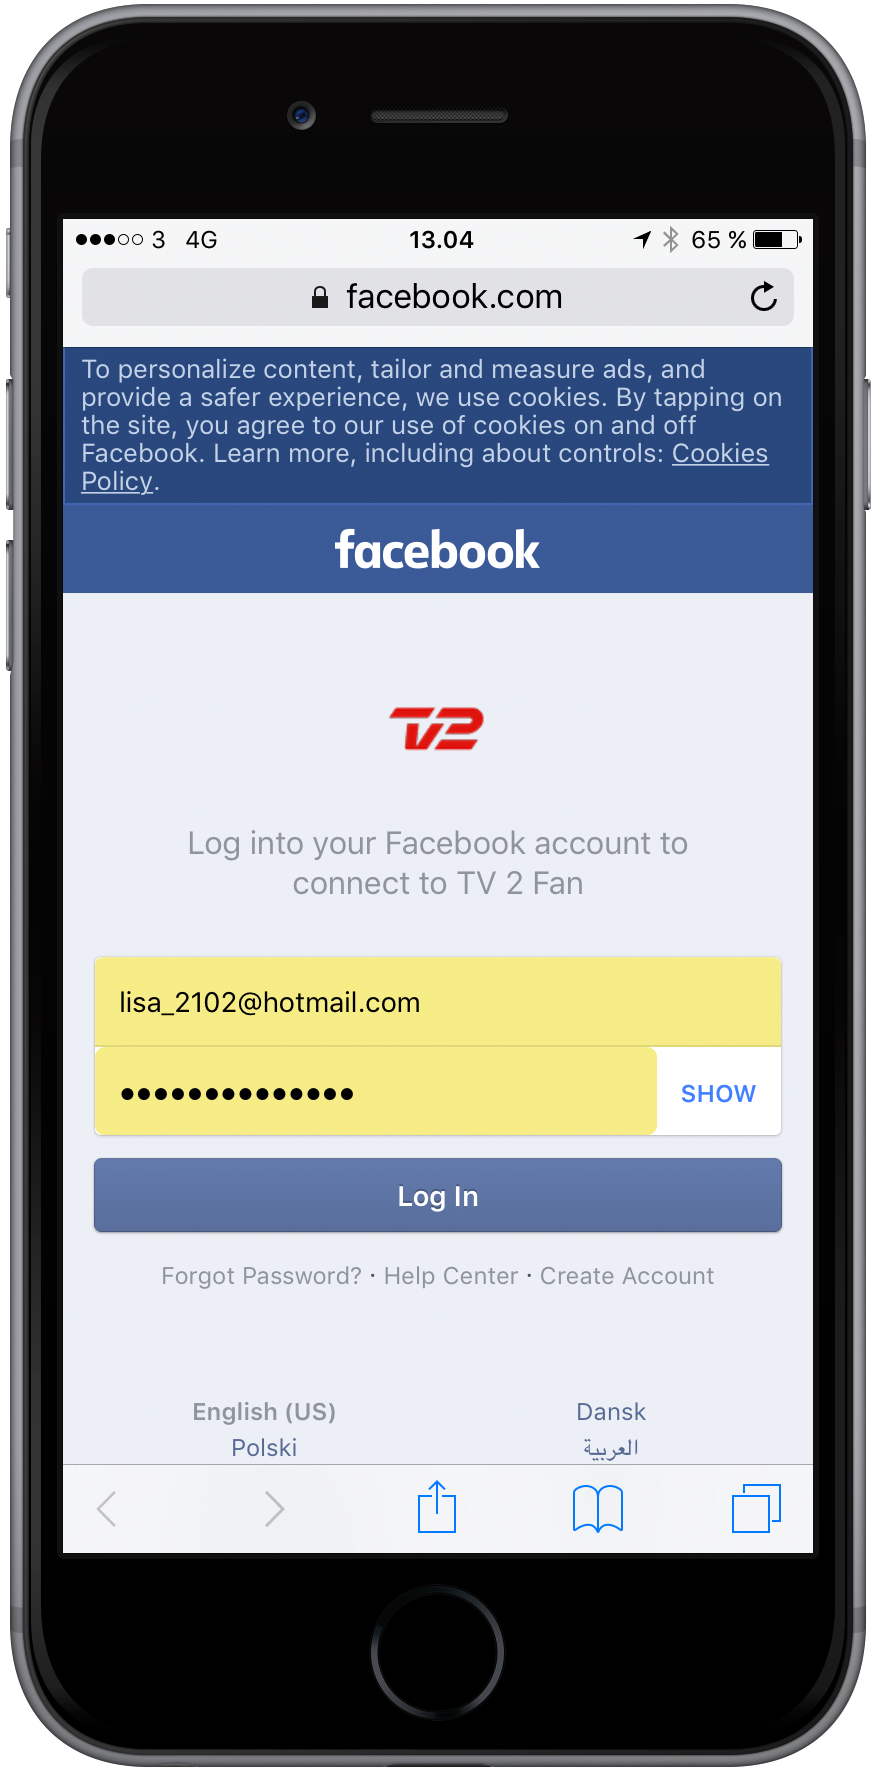 3 4G 13.04 65 %
facebook.com
To personalize content, tailor and measure ads, and
provide a safer experience, we use cookies. By tapping on
the site, you agree to our use of cookies on and off
Facebook. Learn more, including about controls: Cookies
Policy.
facebook
TV2
Log into your Facebook account to
connect to TV 2 Fan
lisa_2102@hotmail.com
●●●●●●●●●●●●●● SHOW
Log In
Forgot Password? · Help Center · Create Account
English (US) Dansk
Polski العربية